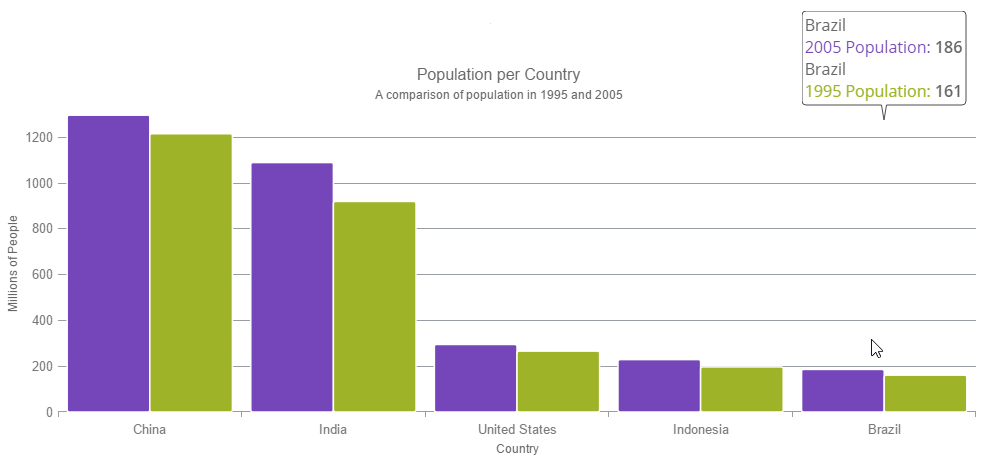 Brazil
2005 Population: 186
Brazil
1995 Population: 161
Population per Country
A comparison of population in 1995 and 2005
Millions of People
1200
1000
800
600
400
200
0
China
India
United States
Indonesia
Brazil
Country